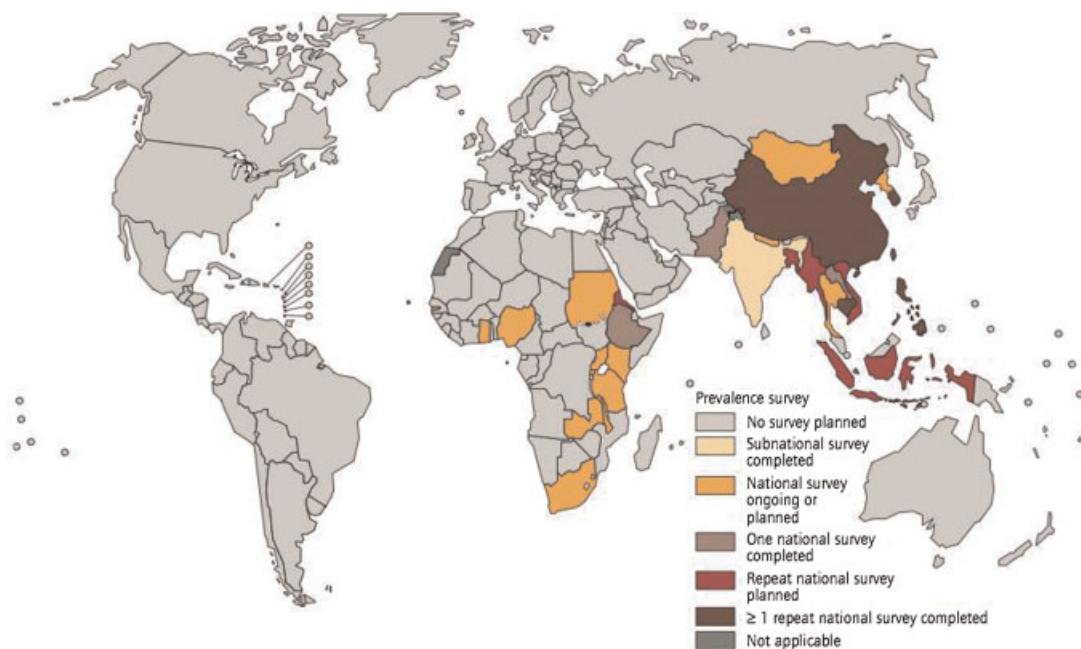 Prevalence survey
No survey planned
Subnational survey
completed
National survey
ongoing or
planned
One national survey
completed
Repeat national survey
planned
≥ 1 repeat national survey completed
Not applicable